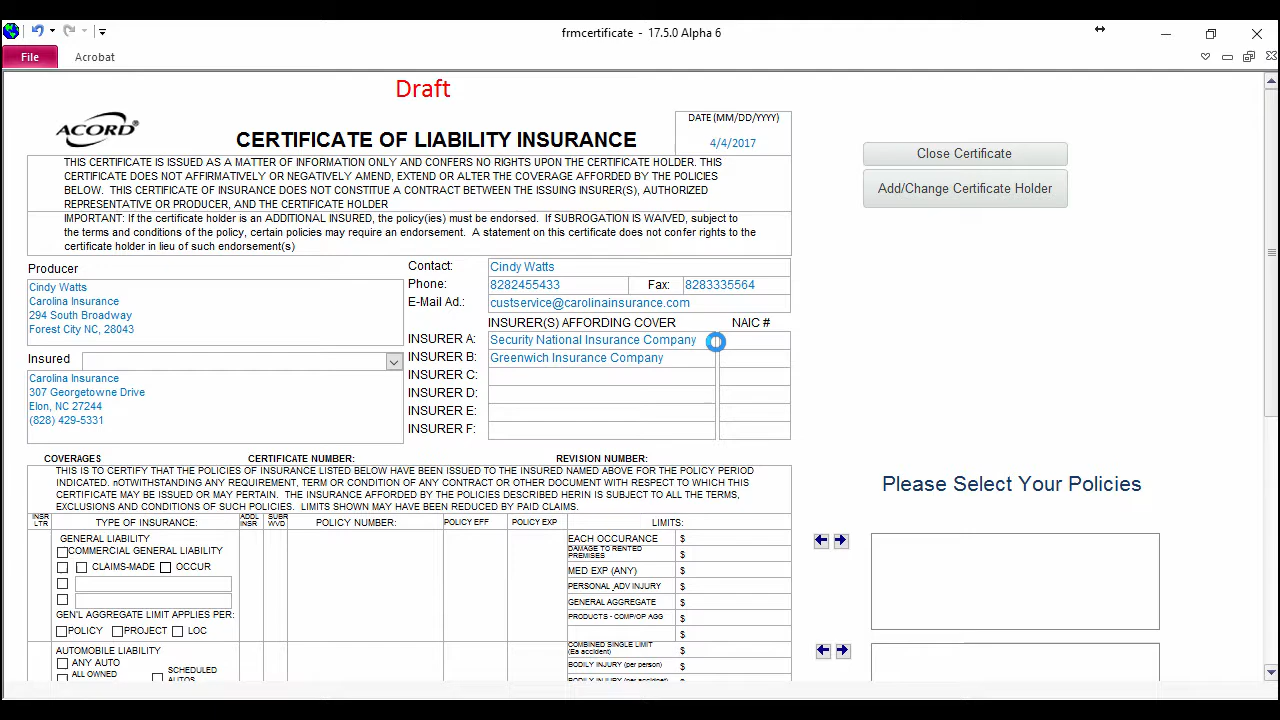 frmcertificate - 17.5.0 Alpha 6
File
Acrobat
Draft
ACORD
CERTIFICATE OF LIABILITY INSURANCE
DATE (MM/DD/YYYY)
4/4/2017
THIS CERTIFICATE IS ISSUED AS A MATTER OF INFORMATION ONLY AND CONFERS NO RIGHTS UPON THE CERTIFICATE HOLDER. THIS
CERTIFICATE DOES NOT AFFIRMATIVELY OR NEGATIVELY AMEND, EXTEND OR ALTER THE COVERAGE AFFORDED BY THE POLICIES
BELOW. THIS CERTIFICATE OF INSURANCE DOES NOT CONSTITUTE A CONTRACT BETWEEN THE ISSUING INSURER(S), AUTHORIZED
REPRESENTATIVE OR PRODUCER, AND THE CERTIFICATE HOLDER
IMPORTANT: If the certificate holder is an ADDITIONAL INSURED, the policy(ies) must be endorsed. If SUBROGATION IS WAIVED, subject to
the terms and conditions of the policy, certain policies may require an endorsement. A statement on this certificate does not confer rights to the
certificate holder in lieu of such endorsement(s)
Close Certificate
Add/Change Certificate Holder
Producer
Cindy Watts
Carolina Insurance
294 South Broadway
Forest City NC, 28043
Contact:
Cindy Watts
Phone:
8282455433
Fax:
8283335564
E-Mail Ad.:
custservice@carolinainsurance.com
INSURER(S) AFFORDING COVER
NAIC #
INSURER A:
Security National Insurance Company
INSURER B:
Greenwich Insurance Company
INSURER C:
INSURER D:
INSURER E:
INSURER F:
Insured
Carolina Insurance
307 Georgetowne Drive
Elon, NC 27244
(828) 429-5331
COVERAGES
CERTIFICATE NUMBER:
REVISION NUMBER:
THIS IS TO CERTIFY THAT THE POLICIES OF INSURANCE LISTED BELOW HAVE BEEN ISSUED TO THE INSURED NAMED ABOVE FOR THE POLICY PERIOD
INDICATED. nOTWITHSTANDING ANY REQUIREMENT, TERM OR CONDITION OF ANY CONTRACT OR OTHER DOCUMENT WITH RESPECT TO WHICH THIS
CERTIFICATE MAY BE ISSUED OR MAY PERTAIN. THE INSURANCE AFFORDED BY THE POLICIES DESCRIBED HEREIN IS SUBJECT TO ALL THE TERMS,
EXCLUSIONS AND CONDITIONS OF SUCH POLICIES. LIMITS SHOWN MAY HAVE BEEN REDUCED BY PAID CLAIMS.
Please Select Your Policies
INSR LTR
TYPE OF INSURANCE:
ADDL INSR
SUBR WVD
POLICY NUMBER:
POLICY EFF
POLICY EXP
LIMITS:
GENERAL LIABILITY
COMMERCIAL GENERAL LIABILITY
CLAIMS-MADE
OCCUR
GEN'L AGGREGATE LIMIT APPLIES PER:
POLICY
PROJECT
LOC
EACH OCCURANCE $
DAMAGE TO RENTED
PREMISES $
MED EXP (ANY) $
PERSONAL_ADV INJURY $
GENERAL AGGREGATE $
PRODUCTS - COMP/OP AGG $
$
AUTOMOBILE LIABILITY
ANY AUTO
ALL OWNED
SCHEDULED
AUTOS
COMBINED SINGLE LIMIT
(Ea accident) $
BODILY INJURY (per person) $
BODILY INJURY (per accident) $